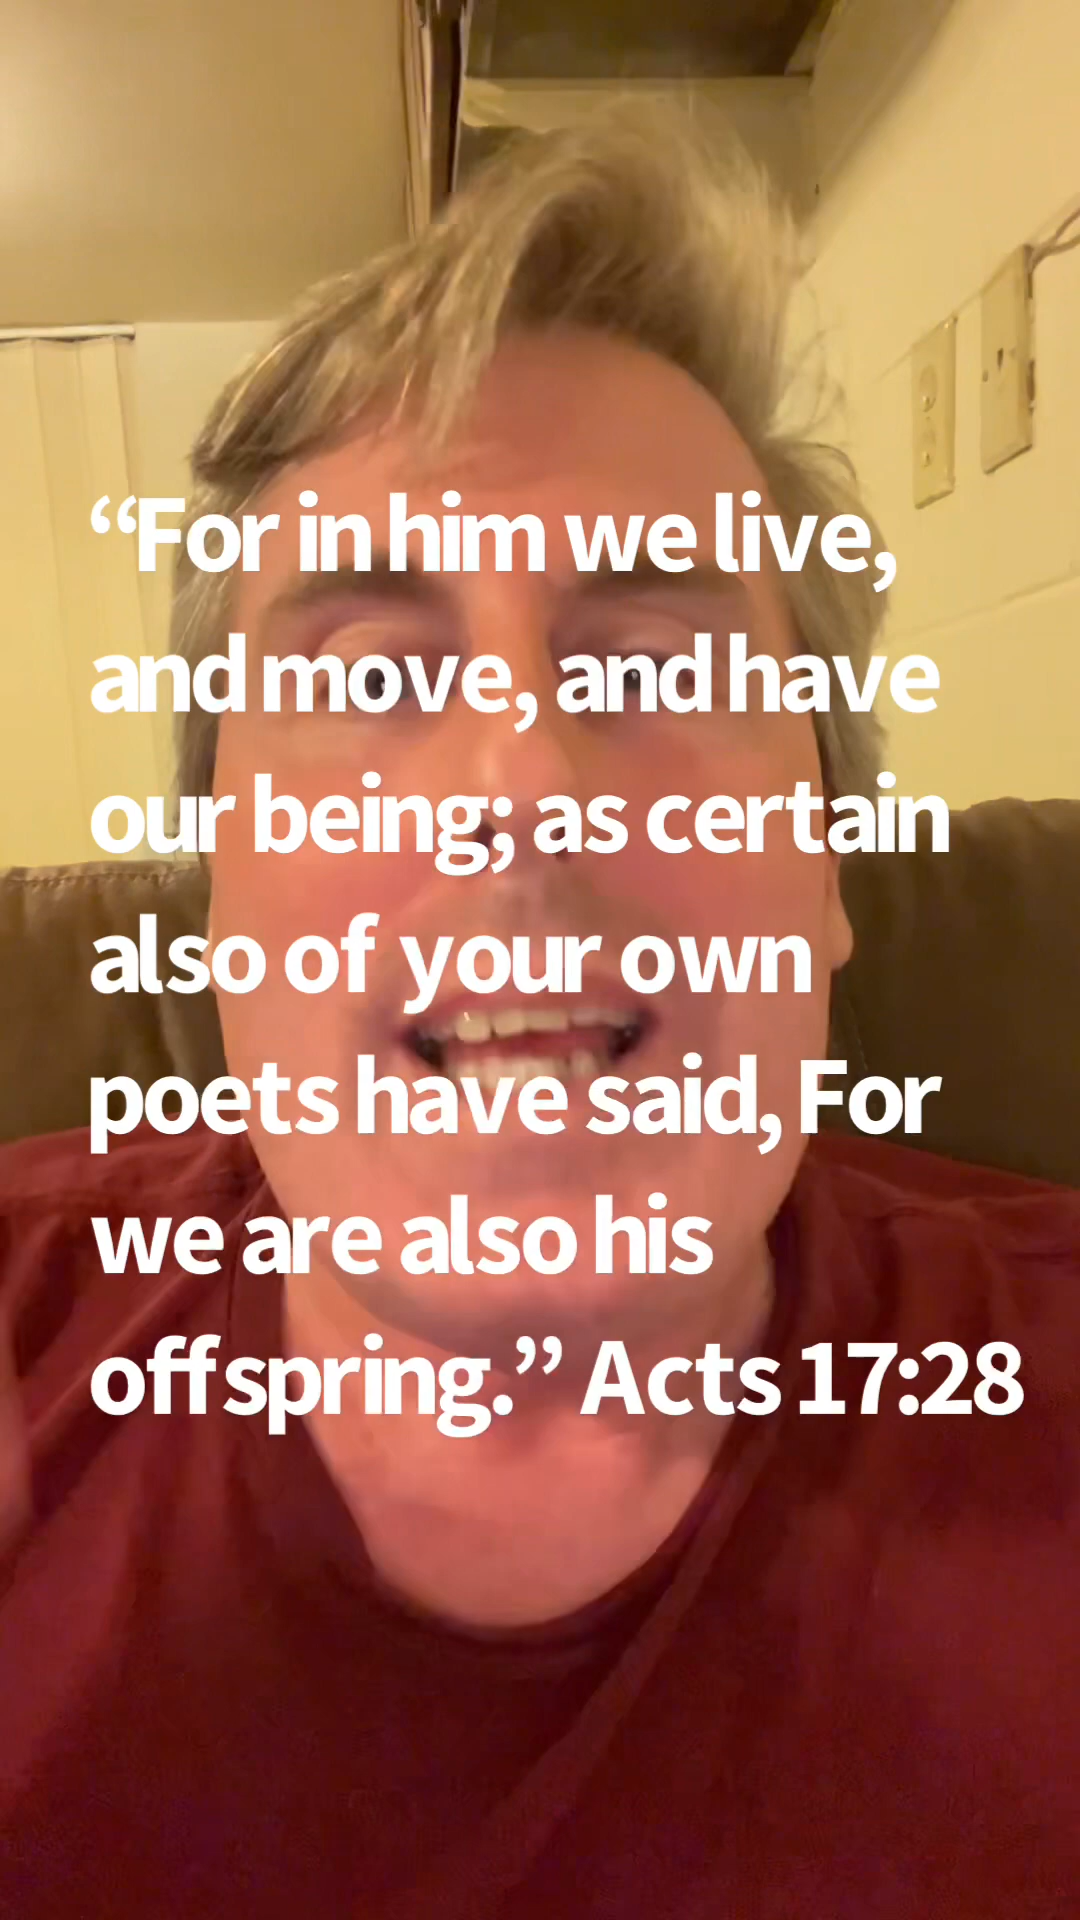 “For in him we live,
and move, and have
our being; as certain
also of your own
poets have said, For
we are also his
offspring.” Acts 17:28